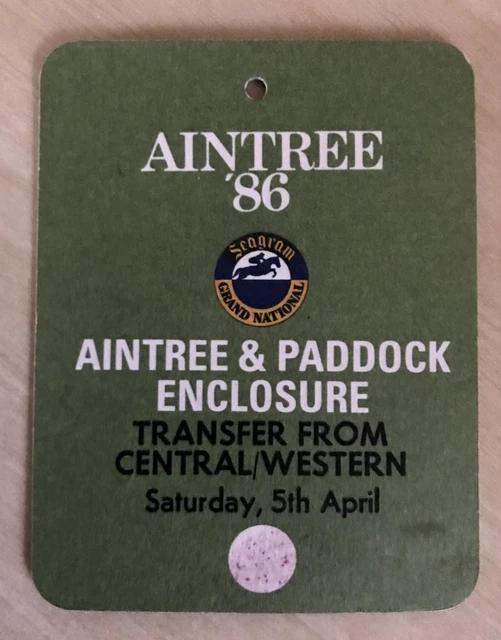 AINTREE
'86
Seagram
GRAND NATIONAL
AINTREE & PADDOCK
ENCLOSURE
TRANSFER FROM
CENTRAL/WESTERN
Saturday, 5th April